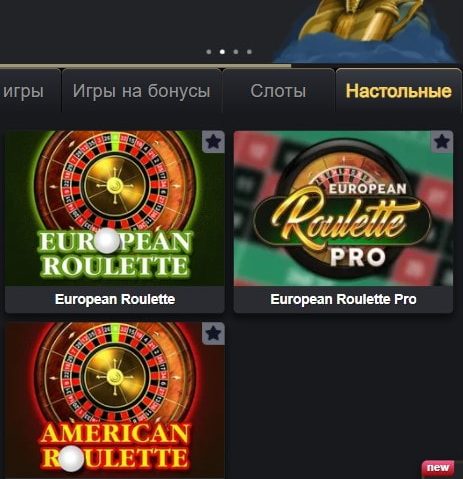 игры
Игры на бонусы
Слоты
Настольные
EUROPEAN
ROULETTE
EUROPEAN
Roulette
PRO
European Roulette
European Roulette Pro
AMERICAN
ROULETTE
new